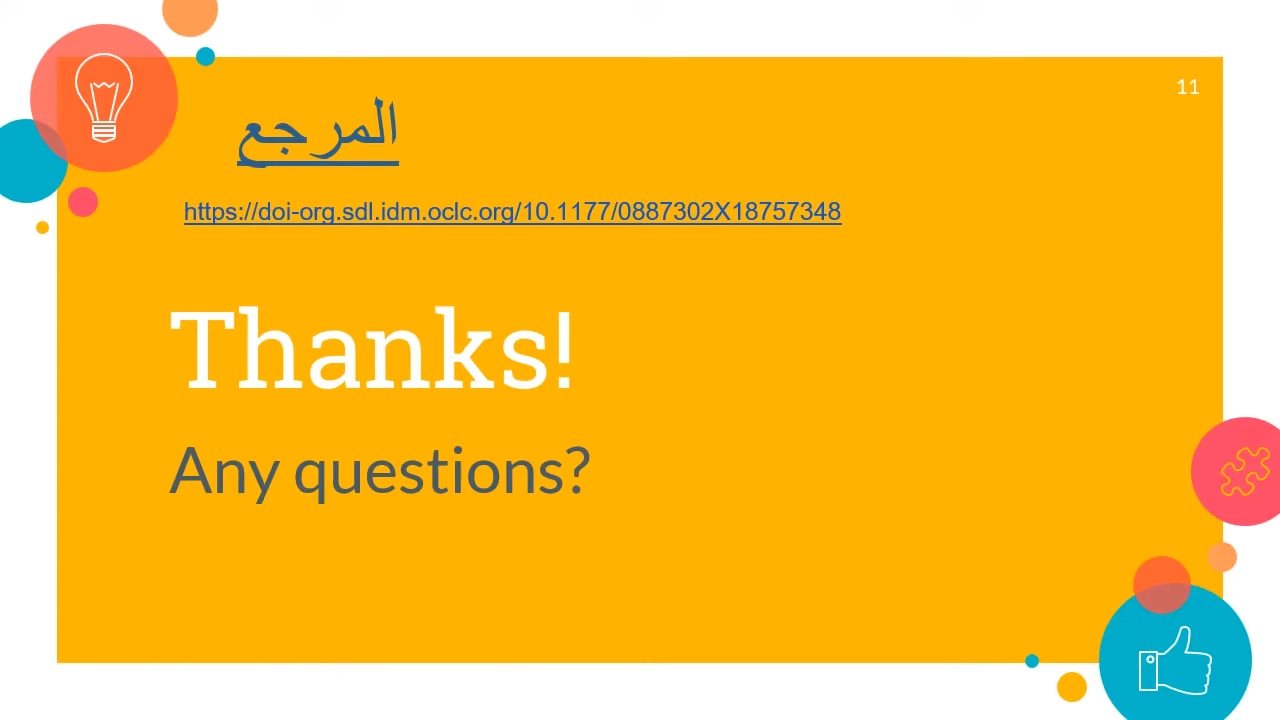 11
المرجع
https://doi-org.sdl.idm.oclc.org/10.1177/0887302X18757348
Thanks!
Any questions?